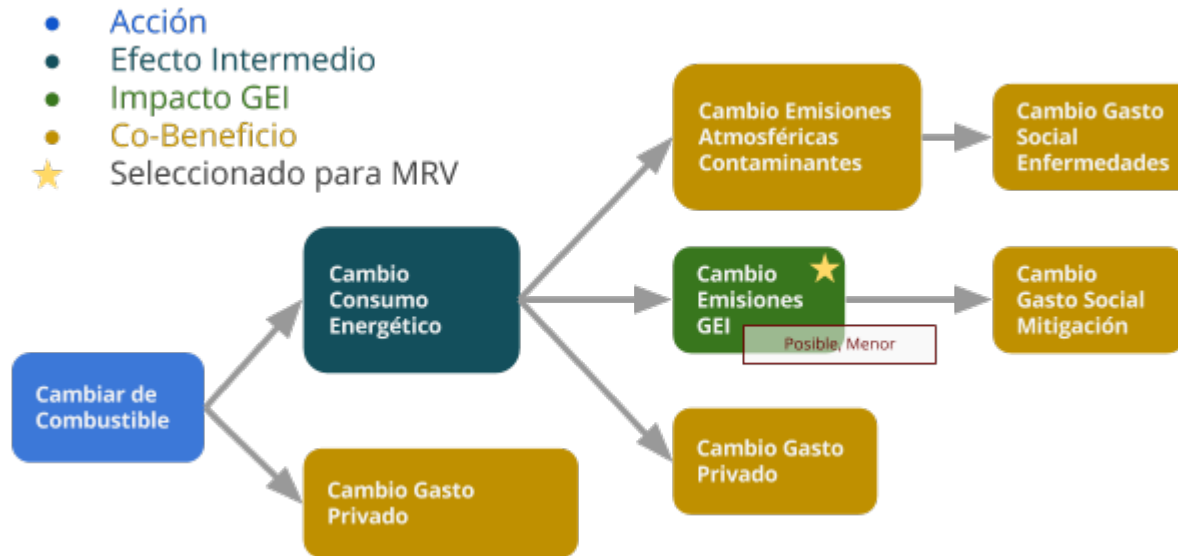 Acción
Efecto Intermedio
Impacto GEI
Co-Beneficio
Seleccionado para MRV
Cambiar de
Combustible
Cambio
Consumo
Energético
Cambio Gasto
Privado
Cambio Emisiones
Atmosféricas
Contaminantes
Cambio
Emisiones
GEI
Posible, Menor
Cambio Gasto
Privado
Cambio Gasto
Social
Enfermedades
Cambio
Gasto Social
Mitigación